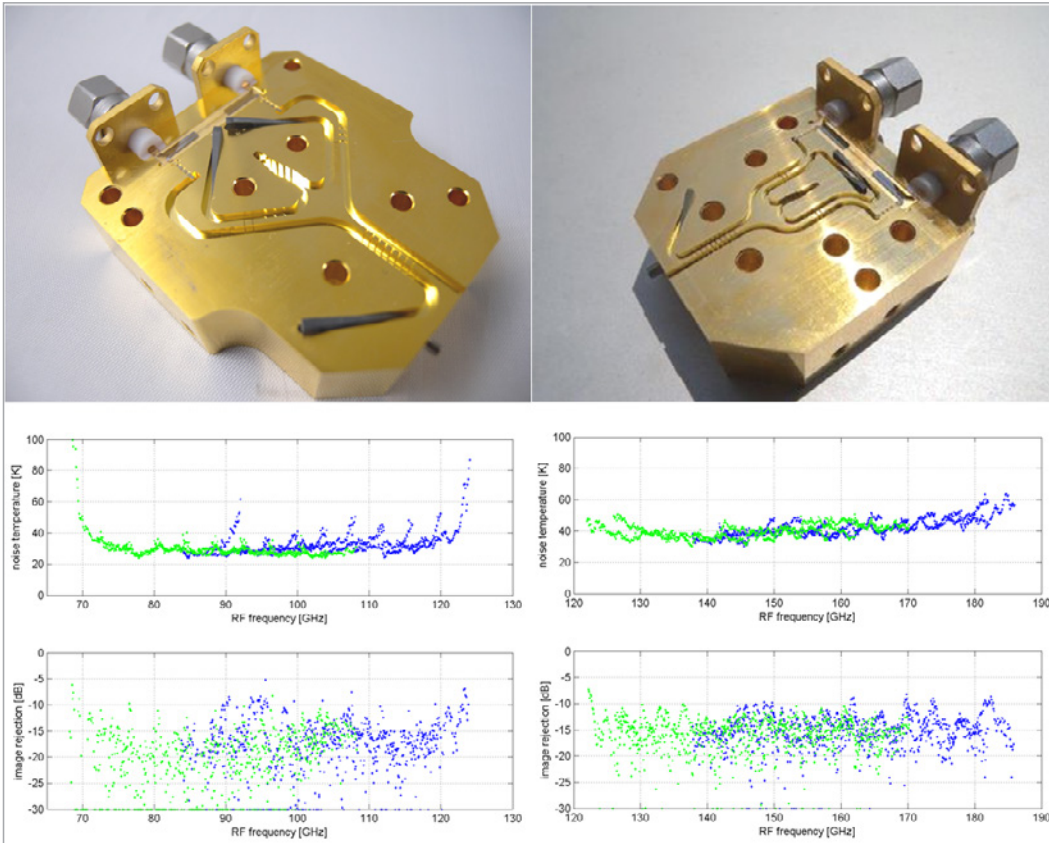 100
80
60
40
20
0
noise temperature [K]
70 80 90 100 110 120 130
RF frequency [GHz]
100
80
60
40
20
0
noise temperature [K]
120 130 140 150 160 170 180 190
RF frequency [GHz]
0
-5
-10
-15
-20
-25
-30
image rejection [dB]
70 80 90 100 110 120 130
RF frequency [GHz]
0
-5
-10
-15
-20
-25
-30
image rejection [dB]
120 130 140 150 160 170 180 190
RF frequency [GHz]